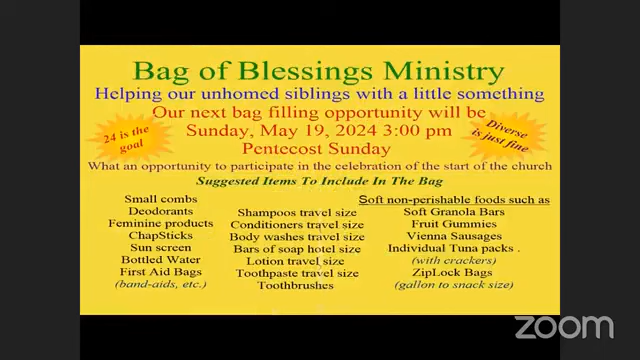 Bag of Blessings Ministry
Helping our unhomed siblings with a little something
Our next bag filling opportunity will be
Sunday, May 19, 2024 3:00 pm
Pentecost Sunday
24 is the
goal
Diverse
is just fine
What an opportunity to participate in the celebration of the start of the church
Suggested Items To Include In The Bag
Small combs
Deodorants
Feminine products
ChapSticks
Sun screen
Bottled Water
First Aid Bags
(band-aids, etc.)
Shampoos travel size
Conditioners travel size
Body washes travel size
Bars of soap hotel size
Lotion travel size
Toothpaste travel size
Toothbrushes
Soft non-perishable foods such as
Soft Granola Bars
Fruit Gummies
Vienna Sausages
Individual Tuna packs .
(with crackers)
ZipLock Bags
(gallon to snack size)
zoom